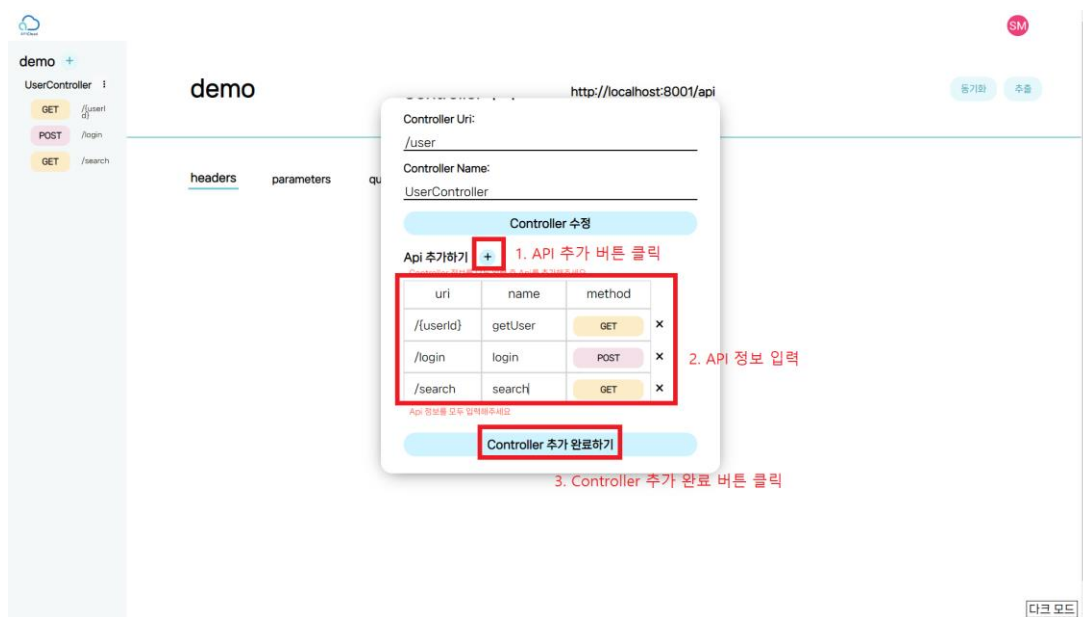 SM
demo +
UserController
GET /{userId}
POST /login
GET /search
demo
http://localhost:8001/api
동기화
추출
headers
parameters
qu
Controller Uri:
/user
Controller Name:
UserController
Controller 수정
Api 추가하기 +
1. API 추가 버튼 클릭
uri name method
/{userId} getUser GET ×
/login login POST ×
2. API 정보 입력
/search search GET ×
Api 정보를 모두 입력해주세요
Controller 추가 완료하기
3. Controller 추가 완료 버튼 클릭
다크 모드